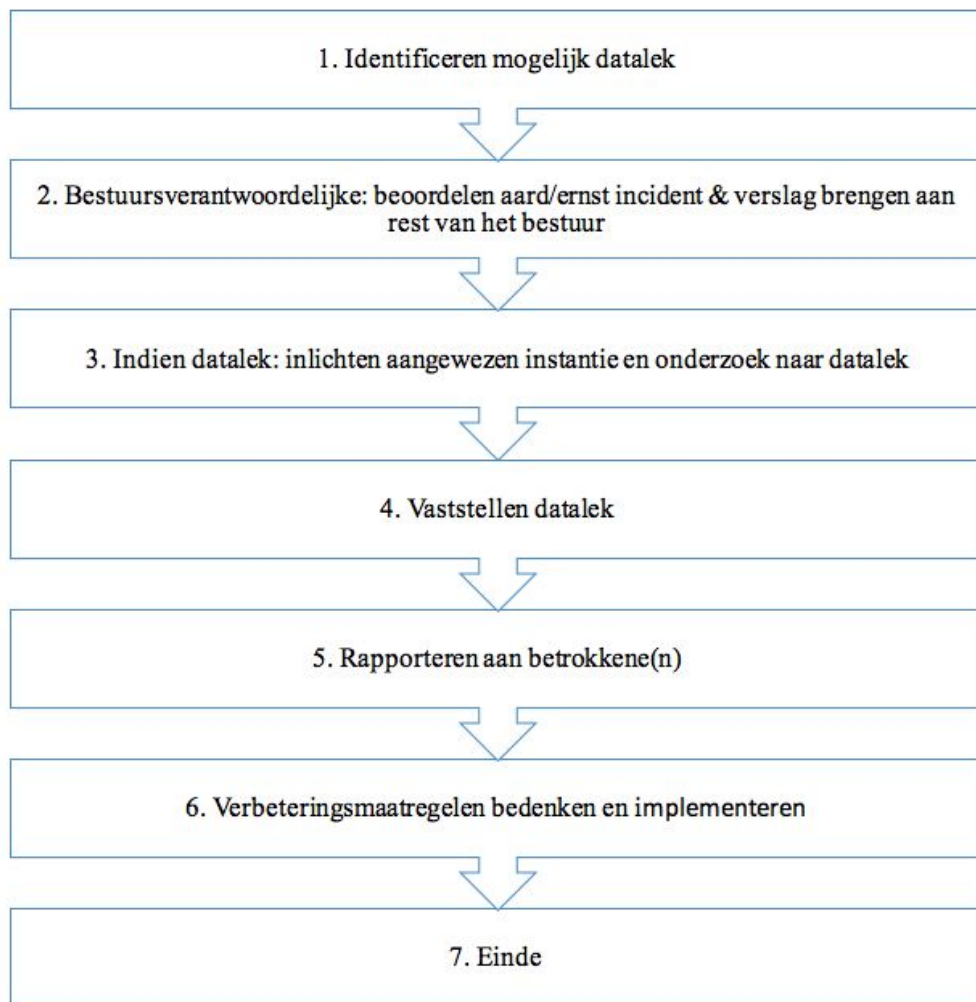 1. Identificeren mogelijk datalek
2. Bestuursverantwoordelijke: beoordelen aard/ernst incident & verslag brengen aan
rest van het bestuur
3. Indien datalek: inlichten aangewezen instantie en onderzoek naar datalek
4. Vaststellen datalek
5. Rapporteren aan betrokkene(n)
6. Verbeteringsmaatregelen bedenken en implementeren
7. Einde